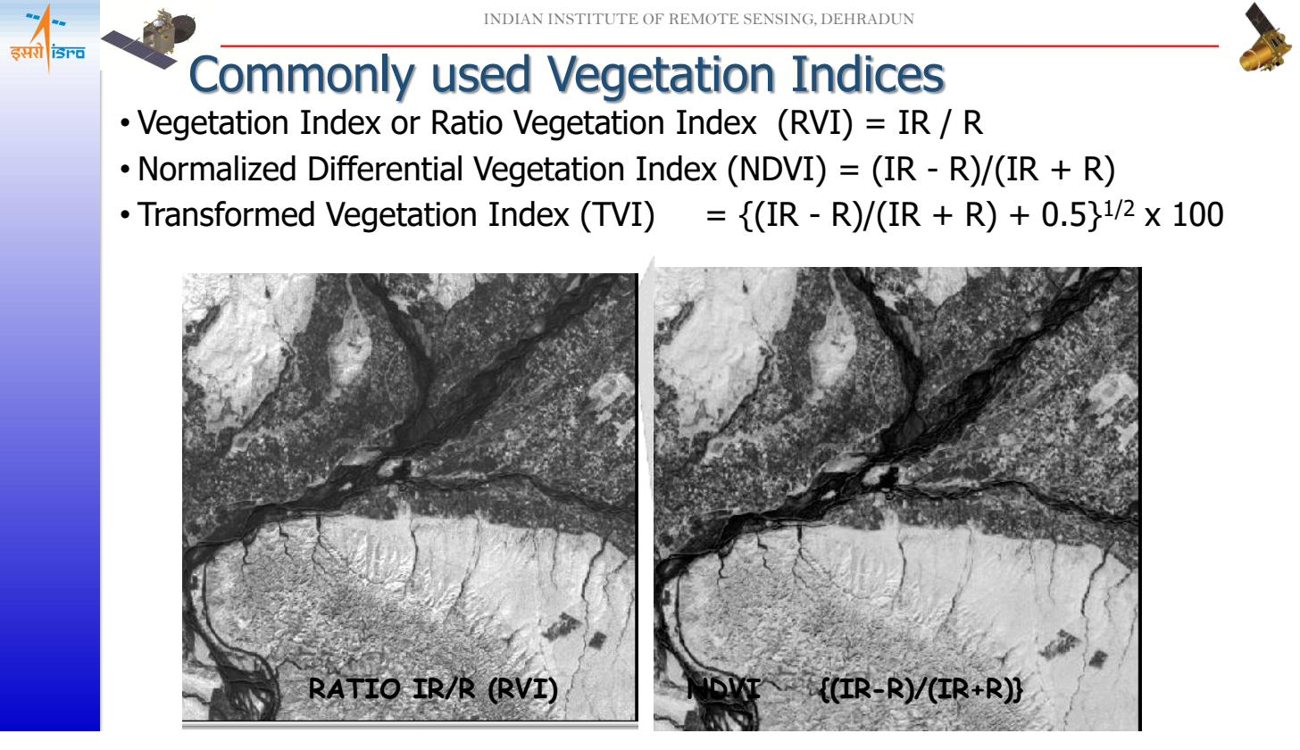 INDIAN INSTITUTE OF REMOTE SENSING, DEHRADUN
इसरो isro
Commonly used Vegetation Indices
• Vegetation Index or Ratio Vegetation Index (RVI) = IR / R
• Normalized Differential Vegetation Index (NDVI) = (IR - R)/(IR + R)
• Transformed Vegetation Index (TVI) = {(IR - R)/(IR + R) + 0.5}¹/² x 100
RATIO IR/R (RVI)
NDVI {(IR-R)/(IR+R)}